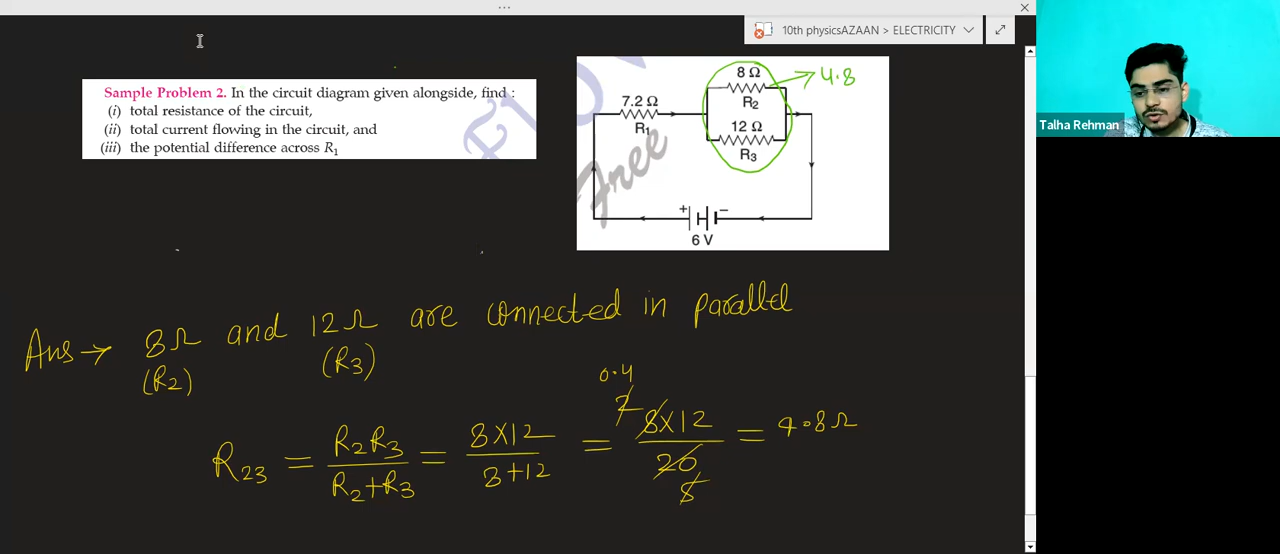 10th physicsAZAAN > ELECTRICITY
Sample Problem 2. In the circuit diagram given alongside, find :
(i) total resistance of the circuit,
(ii) total current flowing in the circuit, and
(iii) the potential difference across R1
8 Ω
4.8
R2
7.2 Ω
R1
12 Ω
R3
+ −
6 V
Free
Talha Rehman
Ans → 8Ω and 12Ω are connected in parallel
(R2) (R3)
0.4
2
R23 = R2R3 / R2+R3 = 8×12 / 8+12 = 8×12 / 20 = 4.8Ω
5